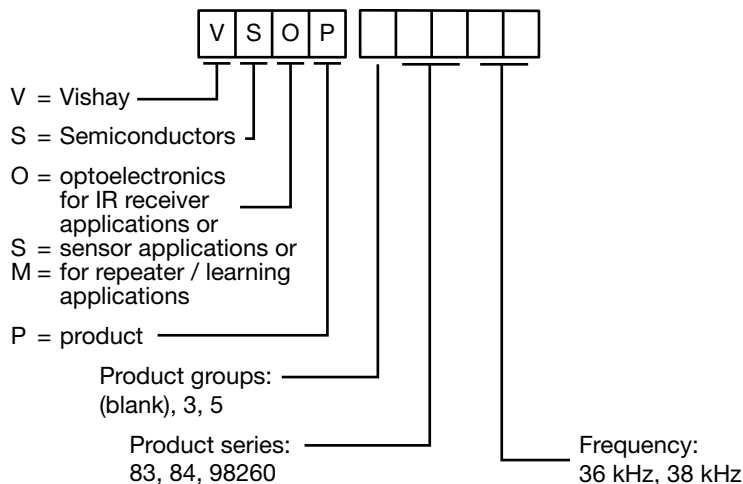 V S O P
V = Vishay
S = Semiconductors
O = optoelectronics
for IR receiver
applications or
S = sensor applications or
M = for repeater / learning
applications
P = product
Product groups:
(blank), 3, 5
Product series:
83, 84, 98260
Frequency:
36 kHz, 38 kHz